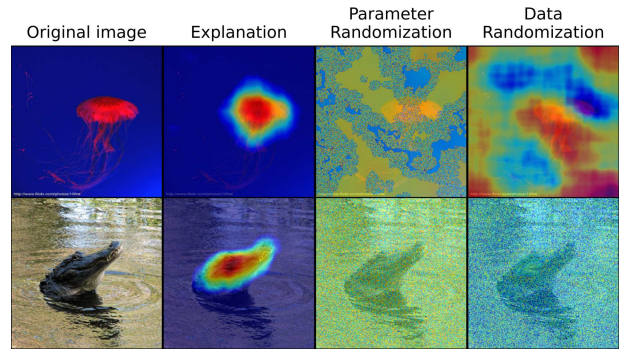 Original image
Explanation
Parameter
Randomization
Data
Randomization